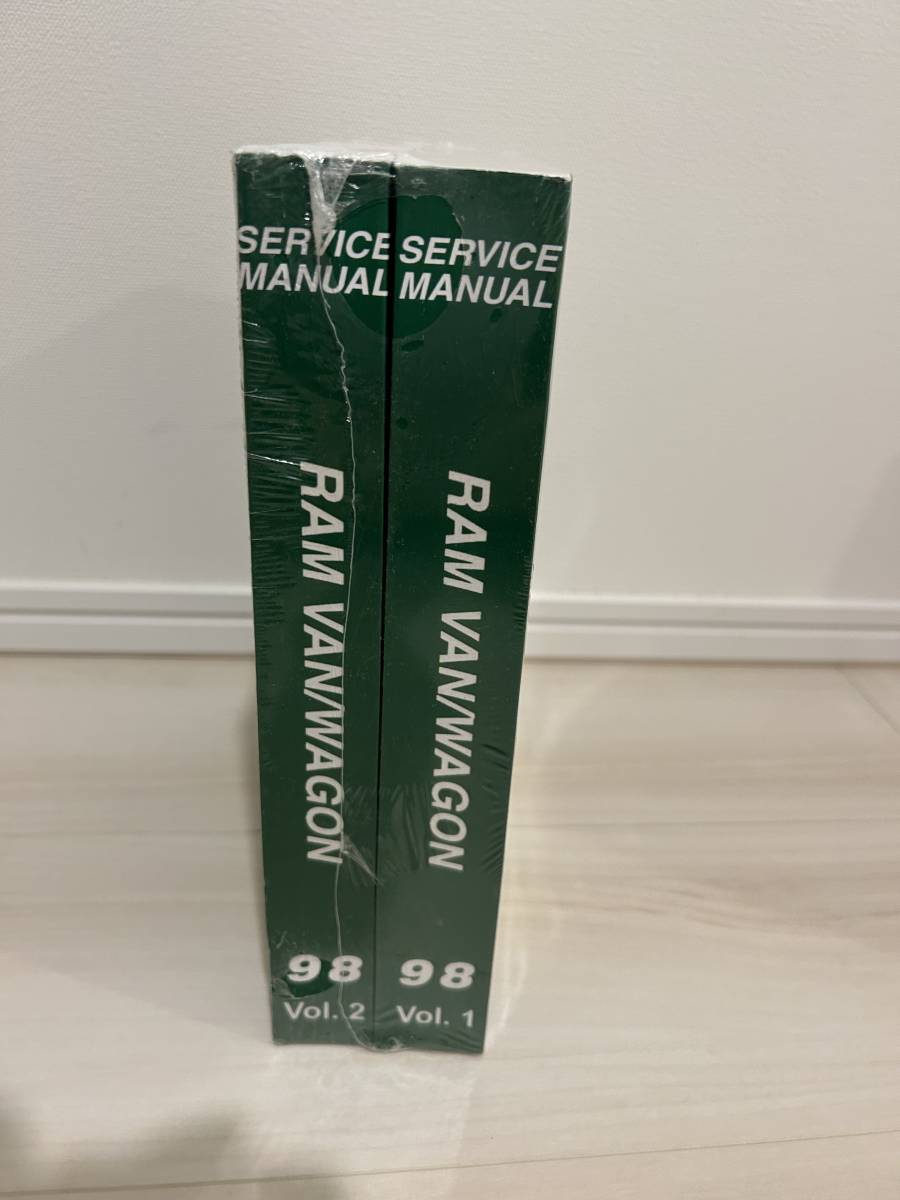 SERVICE
MANUAL
RAM VAN/WAGON
98
Vol. 2
SERVICE
MANUAL
RAM VAN/WAGON
98
Vol. 1